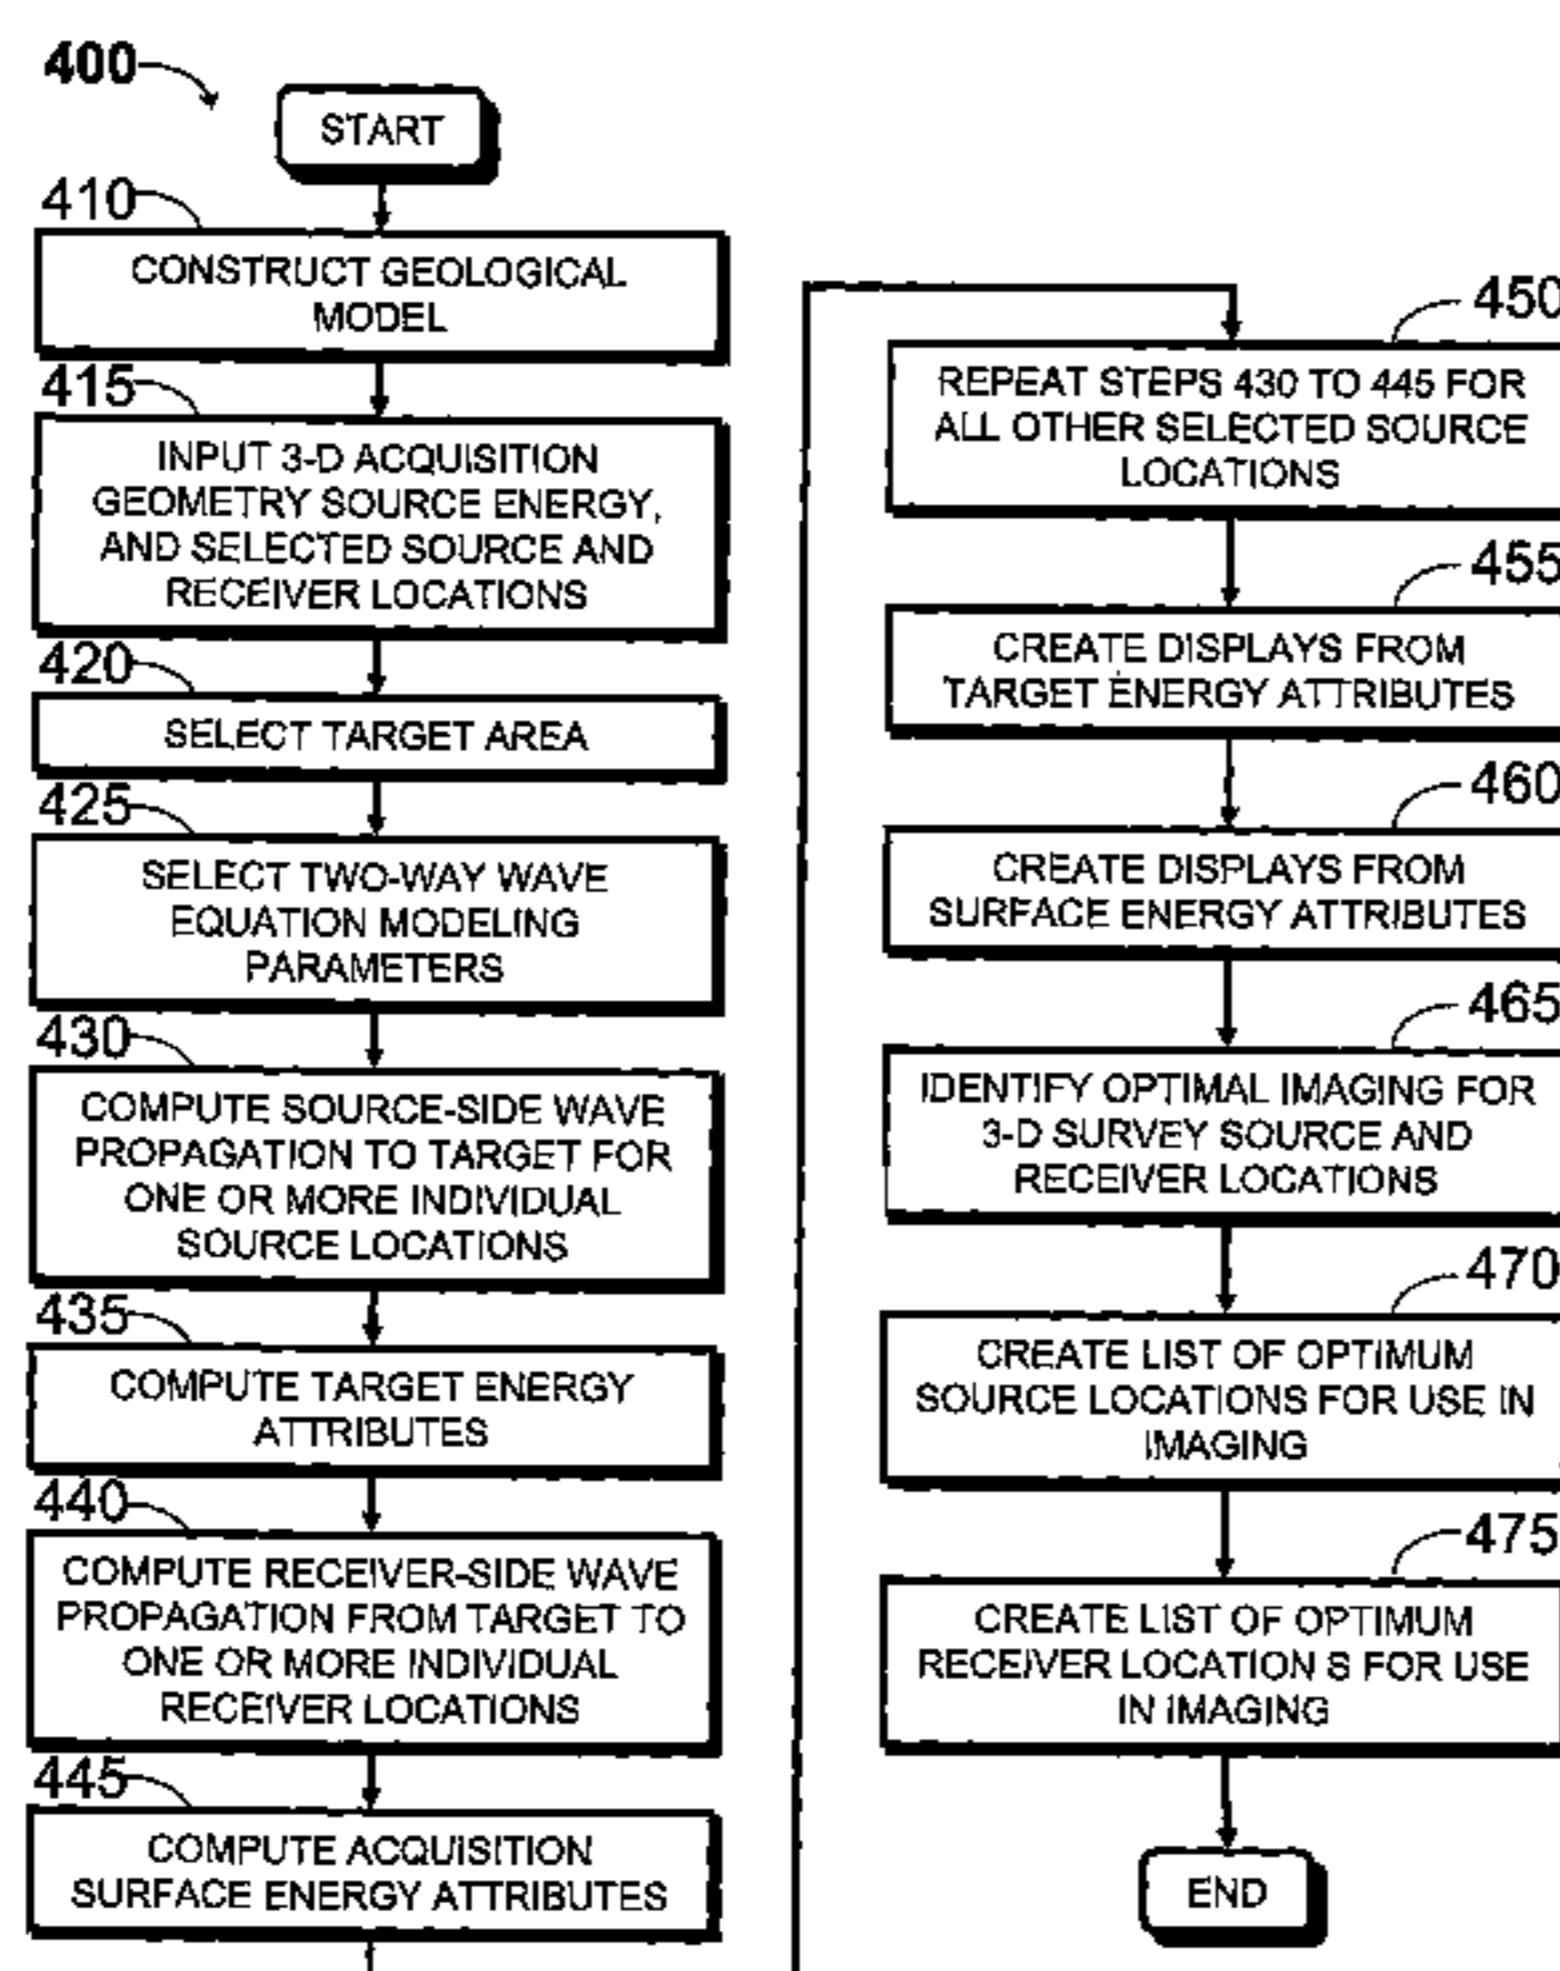 400
START
410
CONSTRUCT GEOLOGICAL
MODEL
415
INPUT 3-D ACQUISITION
GEOMETRY SOURCE ENERGY,
AND SELECTED SOURCE AND
RECEIVER LOCATIONS
420
SELECT TARGET AREA
425
SELECT TWO-WAY WAVE
EQUATION MODELING
PARAMETERS
430
COMPUTE SOURCE-SIDE WAVE
PROPAGATION TO TARGET FOR
ONE OR MORE INDIVIDUAL
SOURCE LOCATIONS
435
COMPUTE TARGET ENERGY
ATTRIBUTES
440
COMPUTE RECEIVER-SIDE WAVE
PROPAGATION FROM TARGET TO
ONE OR MORE INDIVIDUAL
RECEIVER LOCATIONS
445
COMPUTE ACQUISITION
SURFACE ENERGY ATTRIBUTES
450
REPEAT STEPS 430 TO 445 FOR
ALL OTHER SELECTED SOURCE
LOCATIONS
455
CREATE DISPLAYS FROM
TARGET ENERGY ATTRIBUTES
460
CREATE DISPLAYS FROM
SURFACE ENERGY ATTRIBUTES
465
IDENTIFY OPTIMAL IMAGING FOR
3-D SURVEY SOURCE AND
RECEIVER LOCATIONS
470
CREATE LIST OF OPTIMUM
SOURCE LOCATIONS FOR USE IN
IMAGING
475
CREATE LIST OF OPTIMUM
RECEIVER LOCATION S FOR USE
IN IMAGING
END